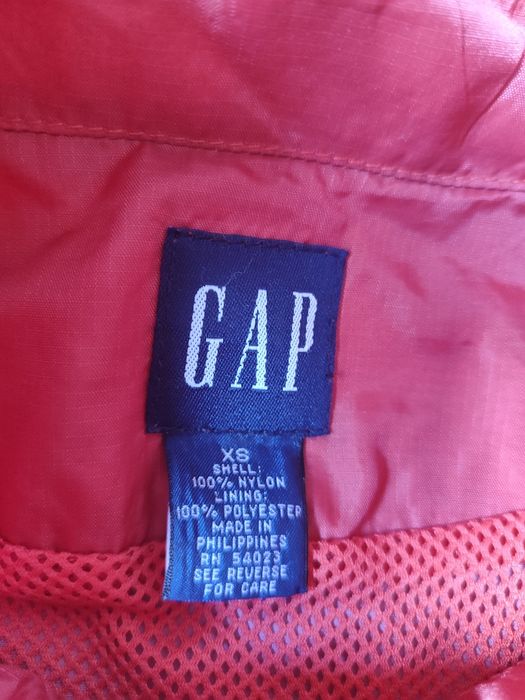 GAP
XS
SHELL:
100% NYLON
LINING:
100% POLYESTER
MADE IN
PHILIPPINES
RN 54023
SEE REVERSE
FOR CARE